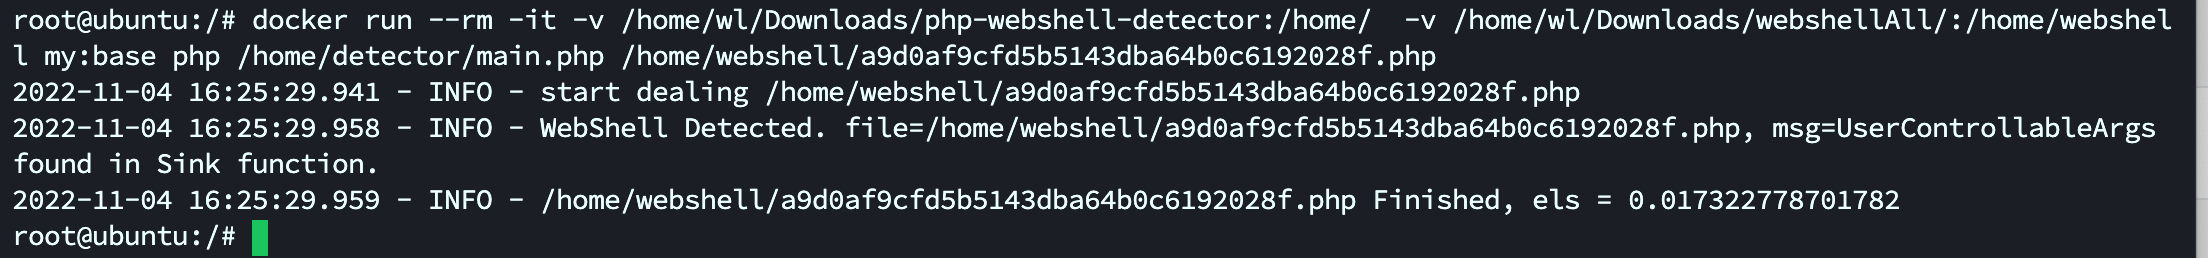 root@ubuntu:/# docker run --rm -it -v /home/wl/Downloads/php-webshell-detector:/home/  -v /home/wl/Downloads/webshellAll/:/home/webshel
l my:base php /home/detector/main.php /home/webshell/a9d0af9cfd5b5143dba64b0c6192028f.php
2022-11-04 16:25:29.941 - INFO - start dealing /home/webshell/a9d0af9cfd5b5143dba64b0c6192028f.php
2022-11-04 16:25:29.958 - INFO - WebShell Detected. file=/home/webshell/a9d0af9cfd5b5143dba64b0c6192028f.php, msg=UserControllableArgs
found in Sink function.
2022-11-04 16:25:29.959 - INFO - /home/webshell/a9d0af9cfd5b5143dba64b0c6192028f.php Finished, els = 0.017322778701782
root@ubuntu:/#